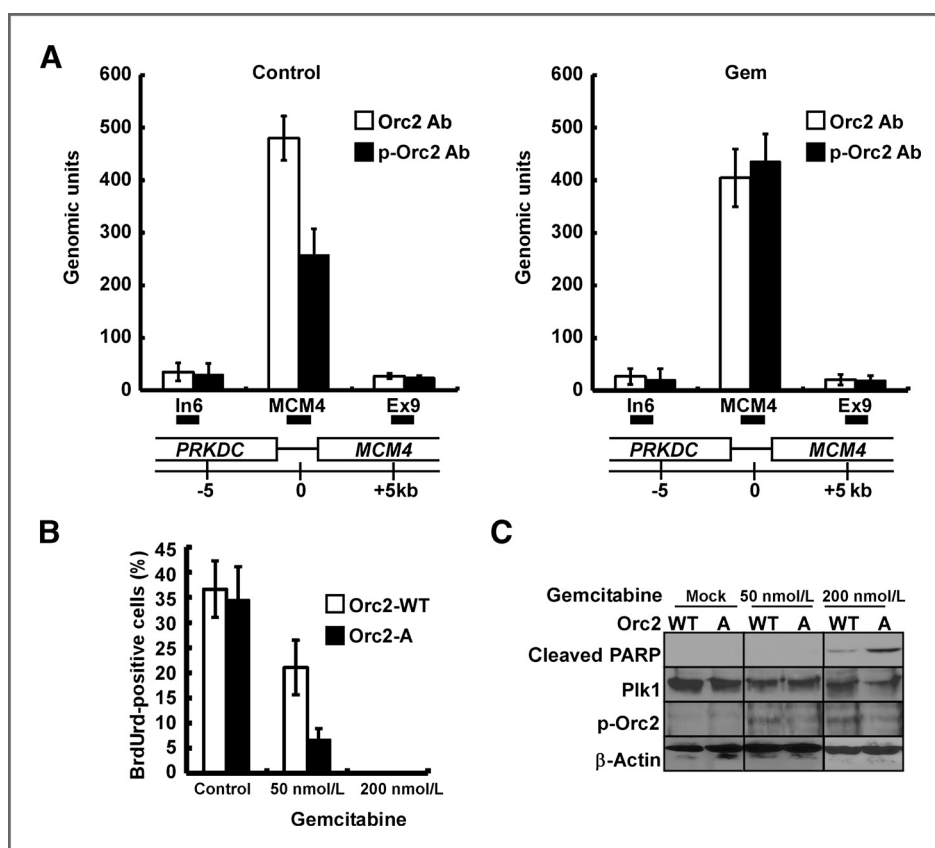 A
Control
600
500
400
300
200
100
0
Genomic units
Orc2 Ab
p-Orc2 Ab
In6 MCM4 Ex9
PRKDC MCM4
-5 0 +5kb
Gem
600
500
400
300
200
100
0
Genomic units
Orc2 Ab
p-Orc2 Ab
In6 MCM4 Ex9
PRKDC MCM4
-5 0 +5kb
B
45
40
35
30
25
20
15
10
5
0
BrdUrd-positive cells (%)
Orc2-WT
Orc2-A
Control 50 nmol/L 200 nmol/L
Gemcitabine
C
Gemcitabine Mock 50 nmol/L 200 nmol/L
Orc2 WT A WT A WT A
Cleaved PARP
Plk1
p-Orc2
β-Actin